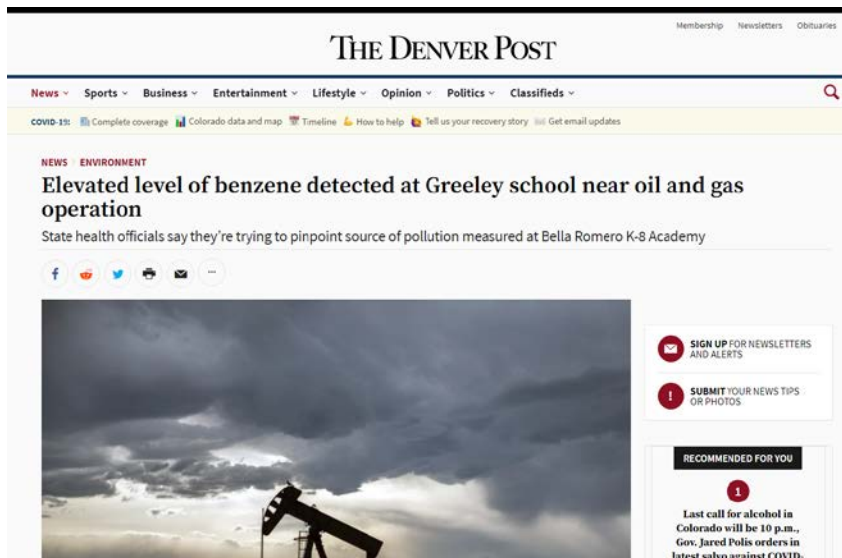 Membership Newsletters Obituaries
THE DENVER POST
News Sports Business Entertainment Lifestyle Opinion Politics Classifieds
COVID-19: Complete coverage Colorado data and map Timeline How to help Tell us your recovery story Get email updates
NEWS ENVIRONMENT
Elevated level of benzene detected at Greeley school near oil and gas
operation
State health officials say they're trying to pinpoint source of pollution measured at Bella Romero K-8 Academy
SIGN UP FOR NEWSLETTERS
AND ALERTS
SUBMIT YOUR NEWS TIPS
OR PHOTOS
RECOMMENDED FOR YOU
1
Last call for alcohol in
Colorado will be 10 p.m.,
Gov. Jared Polis orders in
latest salvo against COVID-